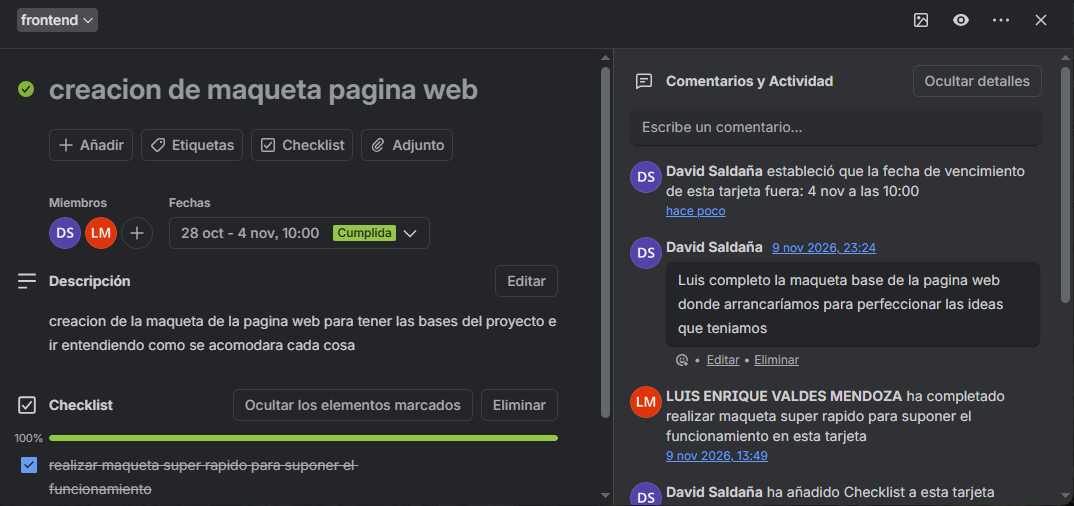 frontend
creacion de maqueta pagina web
Añadir
Etiquetas
Checklist
Adjunto
Miembros
Fechas
DS
LM
28 oct - 4 nov, 10:00
Cumplida
Descripción
Editar
creacion de la maqueta de la pagina web para tener las bases del proyecto e
ir entendiendo como se acomodara cada cosa
Checklist
Ocultar los elementos marcados
Eliminar
100%
realizar maqueta super rapido para suponer el
funcionamiento
Comentarios y Actividad
Ocultar detalles
Escribe un comentario...
DS
David Saldaña estableció que la fecha de vencimiento
de esta tarjeta fuera: 4 nov a las 10:00
hace poco
DS
David Saldaña 9 nov 2026, 23:24
Luis completo la maqueta base de la pagina web
donde arrancaríamos para perfeccionar las ideas
que teniamos
• Editar • Eliminar
LM
LUIS ENRIQUE VALDES MENDOZA ha completado
realizar maqueta super rapido para suponer el
funcionamiento en esta tarjeta
9 nov 2026, 13:49
DS
David Saldaña ha añadido Checklist a esta tarjeta